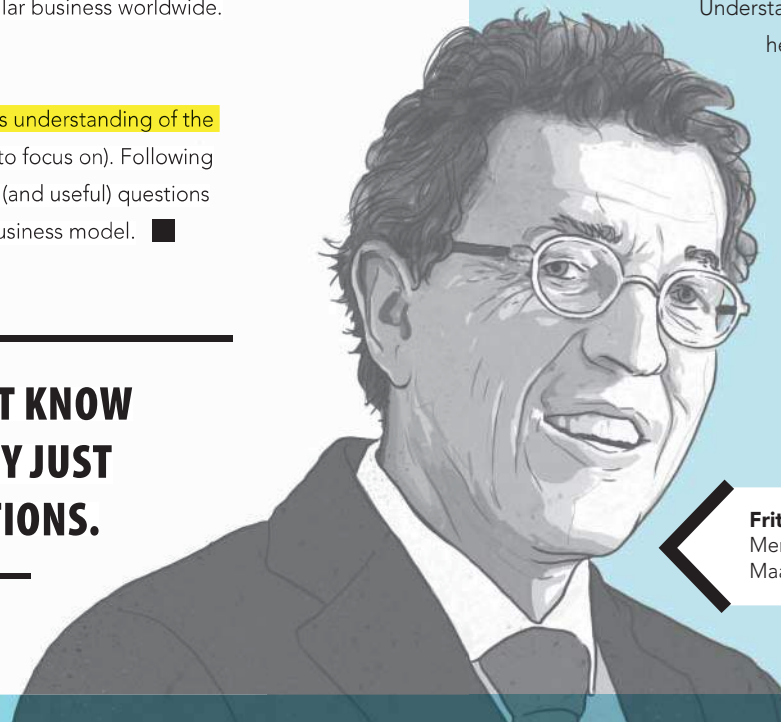 lar business worldwide.
s understanding of the
to focus on). Following
(and useful) questions
usiness model.
T KNOW
Y JUST
TIONS.
Understa
he
Frit
Mer
Maa